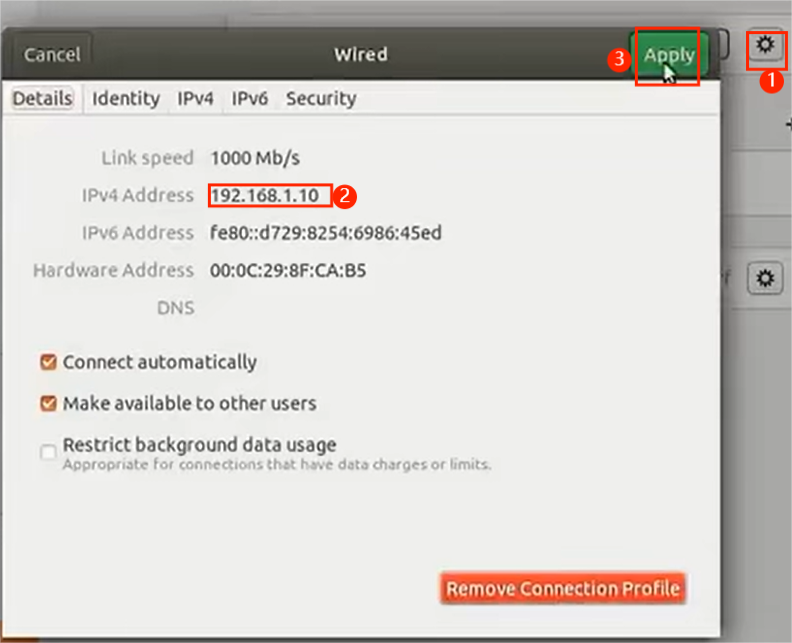 Cancel Wired 3 Apply
1
Details Identity IPv4 IPv6 Security
Link speed 1000 Mb/s
IPv4 Address 192.168.1.10 2
IPv6 Address fe80::d729:8254:6986:45ed
Hardware Address 00:0C:29:8F:CA:B5
DNS
Connect automatically
Make available to other users
Restrict background data usage
Appropriate for connections that have data charges or limits.
Remove Connection Profile